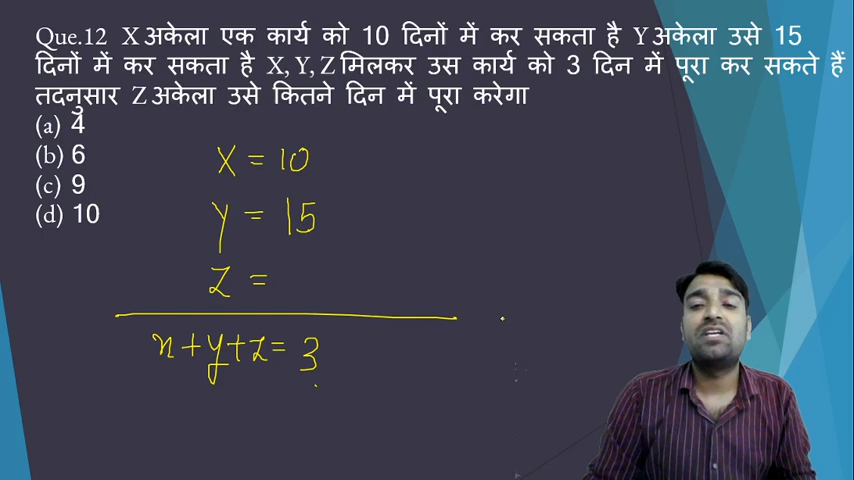 Que.12 X अकेला एक कार्य को 10 दिनों में कर सकता है Y अकेला उसे 15
दिनों में कर सकता है X, Y, Z मिलकर उस कार्य को 3 दिन में पूरा कर सकते हैं
तदनुसार Z अकेला उसे कितने दिन में पूरा करेगा
(a) 4
(b) 6
(c) 9
(d) 10
X = 10
Y = 15
Z =
x+y+z= 3